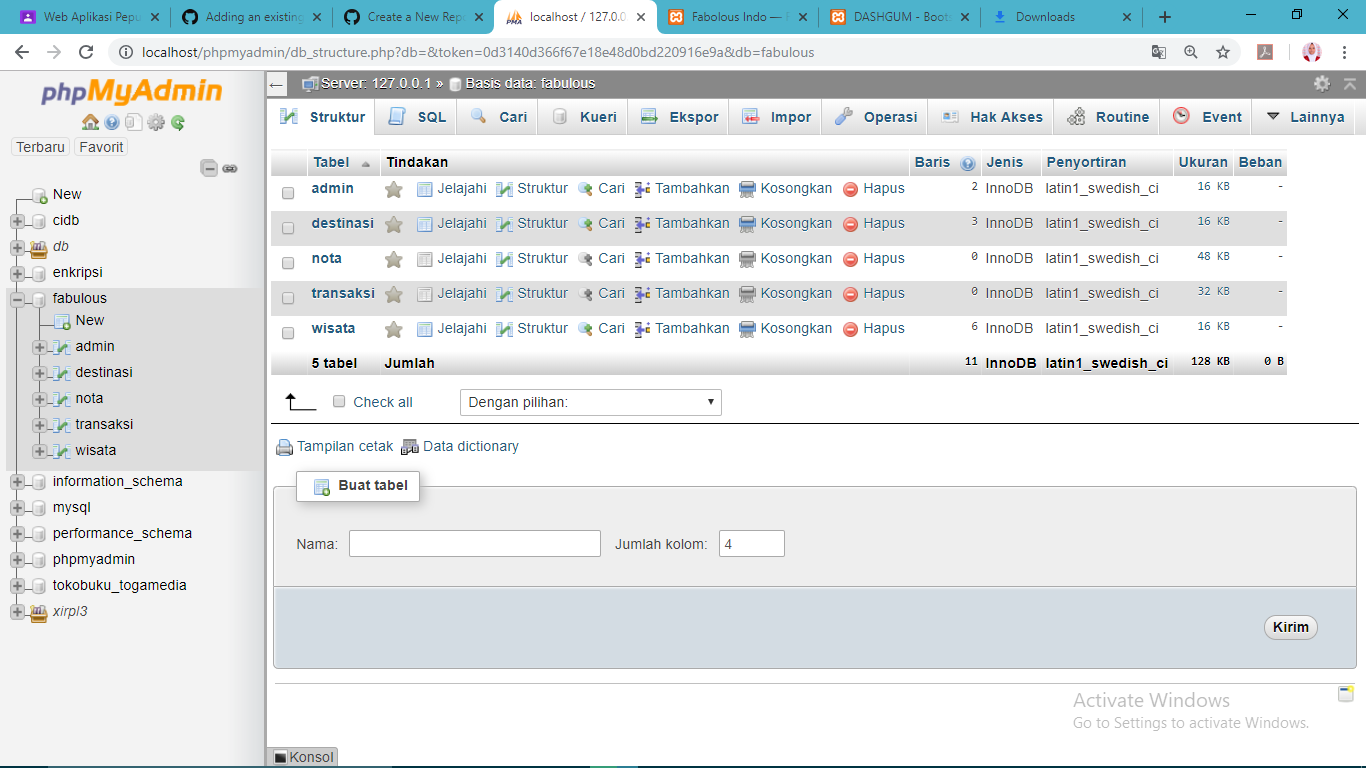 Web Aplikasi Pepu
Adding an existing
Create a New Repo
localhost / 127.0.0
Fabolous Indo —
DASHGUM - Boots
Downloads
localhost/phpmyadmin/db_structure.php?db=&token=0d3140d366f67e18e48d0bd220916e9a&db=fabulous
phpMyAdmin
Terbaru Favorit
New
cidb
db
enkripsi
fabulous
New
admin
destinasi
nota
transaksi
wisata
information_schema
mysql
performance_schema
phpmyadmin
tokobuku_togamedia
xirpl3
Server: 127.0.0.1 » Basis data: fabulous
Struktur SQL Cari Kueri Ekspor Impor Operasi Hak Akses Routine Event Lainnya
Tabel Tindakan Baris Jenis Penyortiran Ukuran Beban
admin Jelajahi Struktur Cari Tambahkan Kosongkan Hapus 2 InnoDB latin1_swedish_ci 16 KB -
destinasi Jelajahi Struktur Cari Tambahkan Kosongkan Hapus 3 InnoDB latin1_swedish_ci 16 KB -
nota Jelajahi Struktur Cari Tambahkan Kosongkan Hapus 0 InnoDB latin1_swedish_ci 48 KB -
transaksi Jelajahi Struktur Cari Tambahkan Kosongkan Hapus 0 InnoDB latin1_swedish_ci 32 KB -
wisata Jelajahi Struktur Cari Tambahkan Kosongkan Hapus 6 InnoDB latin1_swedish_ci 16 KB -
5 tabel Jumlah 11 InnoDB latin1_swedish_ci 128 KB 0 B
Check all Dengan pilihan:
Tampilan cetak Data dictionary
Buat tabel
Nama: Jumlah kolom: 4
Kirim
Activate Windows
Go to Settings to activate Windows.
Konsol